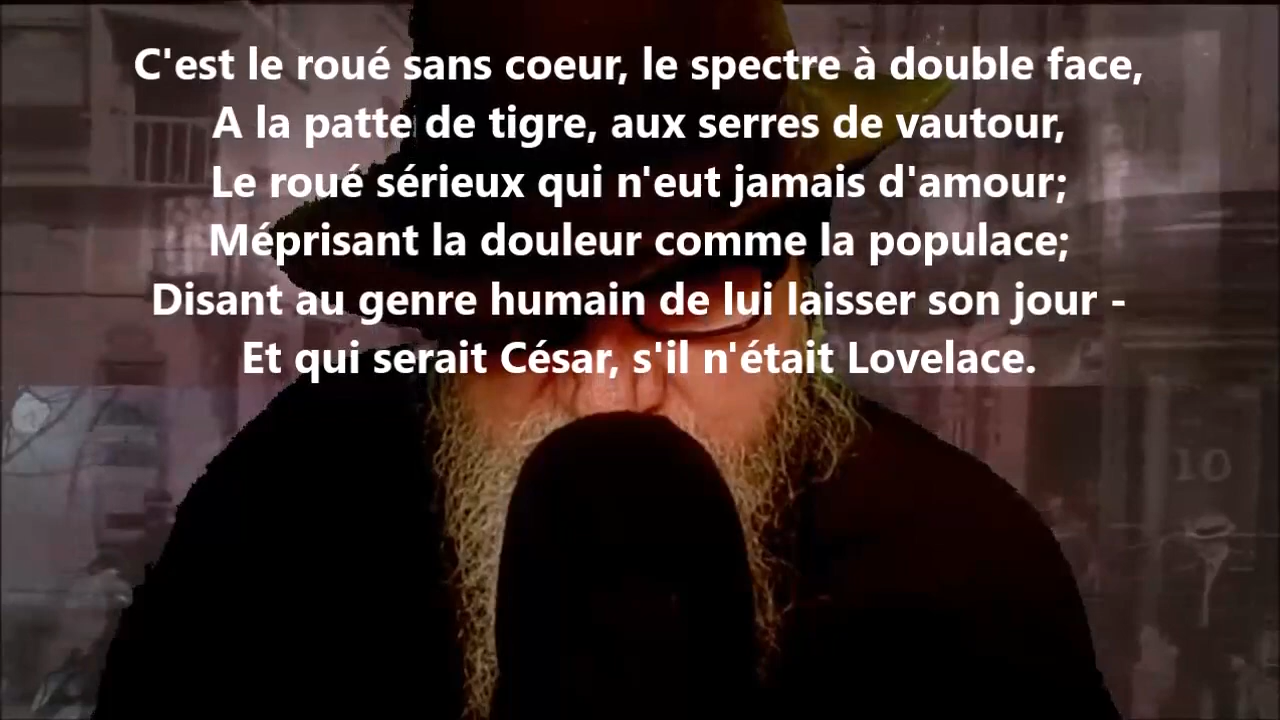 C'est le roué sans coeur, le spectre à double face,
A la patte de tigre, aux serres de vautour,
Le roué sérieux qui n'eut jamais d'amour;
Méprisant la douleur comme la populace;
Disant au genre humain de lui laisser son jour -
Et qui serait César, s'il n'était Lovelace.
10